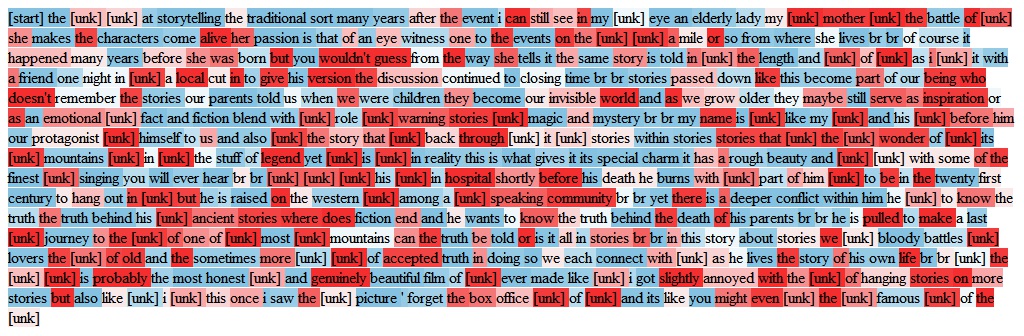 [start] the [unk] [unk] at storytelling the traditional sort many years after the event i can still see in my [unk] eye an elderly lady my [unk] mother [unk] the battle of [unk]
she makes the characters come alive her passion is that of an eye witness one to the events on the [unk] [unk] a mile or so from where she lives br br of course it
happened many years before she was born but you wouldn't guess from the way she tells it the same story is told in [unk] the length and [unk] of [unk] as i [unk] it with
a friend one night in [unk] a local cut in to give his version the discussion continued to closing time br br stories passed down like this become part of our being who
doesn't remember the stories our parents told us when we were children they become our invisible world and as we grow older they maybe still serve as inspiration or
as an emotional [unk] fact and fiction blend with [unk] role [unk] warning stories [unk] magic and mystery br br my name is [unk] like my [unk] and his [unk] before him
our protagonist [unk] himself to us and also [unk] the story that [unk] back through [unk] it [unk] stories within stories stories that [unk] the [unk] wonder of [unk] its
[unk] mountains [unk] in [unk] the stuff of legend yet [unk] is [unk] in reality this is what gives it its special charm it has a rough beauty and [unk] [unk] with some of the
finest [unk] singing you will ever hear br br [unk] [unk] [unk] his [unk] in hospital shortly before his death he burns with [unk] part of him [unk] to be in the twenty first
century to hang out in [unk] but he is raised on the western [unk] among a [unk] speaking community br br yet there is a deeper conflict within him he [unk] to know the
truth the truth behind his [unk] ancient stories where does fiction end and he wants to know the truth behind the death of his parents br br he is pulled to make a last
[unk] journey to the [unk] of one of [unk] most [unk] mountains can the truth be told or is it all in stories br br in this story about stories we [unk] bloody battles [unk]
lovers the [unk] of old and the sometimes more [unk] [unk] of accepted truth in doing so we each connect with [unk] as he lives the story of his own life br br [unk] the
[unk] [unk] is probably the most honest [unk] and genuinely beautiful film of [unk] ever made like [unk] i got slightly annoyed with the [unk] of hanging stories on more
stories but also like [unk] i [unk] this once i saw the [unk] picture ' forget the box office [unk] of [unk] and its like you might even [unk] the [unk] famous [unk] of the
[unk]